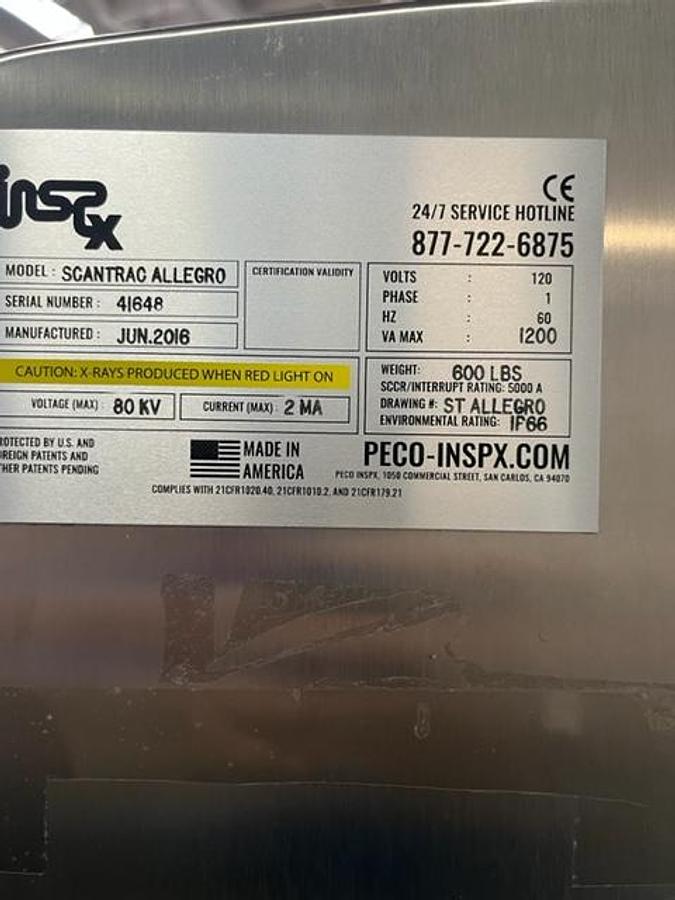 inspx
CE
24/7 SERVICE HOTLINE
877-722-6875
MODEL : SCANTRAC ALLEGRO
SERIAL NUMBER : 41648
MANUFACTURED : JUN.2016
CERTIFICATION VALIDITY
VOLTS : 120
PHASE : 1
HZ : 60
VA MAX : 1200
CAUTION: X-RAYS PRODUCED WHEN RED LIGHT ON
VOLTAGE (MAX) : 80 KV
CURRENT (MAX) : 2 MA
WEIGHT: 600 LBS
SCCR/INTERRUPT RATING: 5000 A
DRAWING #: ST ALLEGRO
ENVIRONMENTAL RATING: IP66
ROTECTED BY U.S. AND
REIGN PATENTS AND
HER PATENTS PENDING
MADE IN
AMERICA
PECO-INSPX.COM
PECO INSPX, 1050 COMMERCIAL STREET, SAN CARLOS, CA 94070
COMPLIES WITH 21CFR1020.40, 21CFR1010.2, AND 21CFR179.21